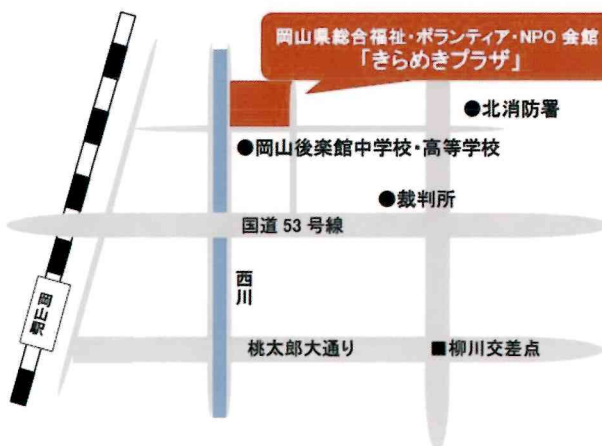 岡山県総合福祉・ボランティア・NPO 会館
「きらめきプラザ」
●北消防署
●岡山後楽館中学校・高等学校
●裁判所
国道 53 号線
西川
岡山駅
桃太郎大通り
■柳川交差点